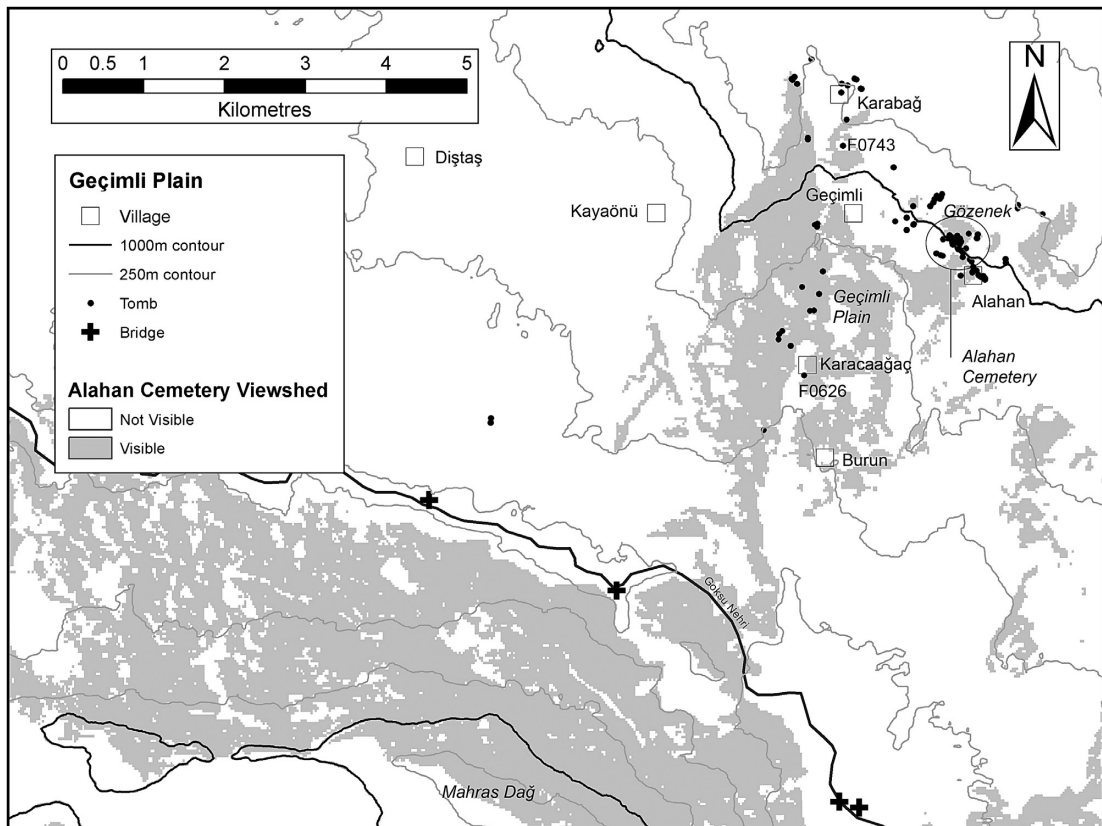 0 0.5 1 2 3 4 5
Kilometres
N
Karabağ
F0743
Diştaş
Geçimli Plain
Village
1000m contour
250m contour
Tomb
Bridge
Alahan Cemetery Viewshed
Not Visible
Visible
Kayaönü
Geçimli
Gözenek
Alahan
Geçimli
Plain
Alahan
Cemetery
Karacaağaç
F0626
Burun
Goksu Nehri
Mahras Dağ